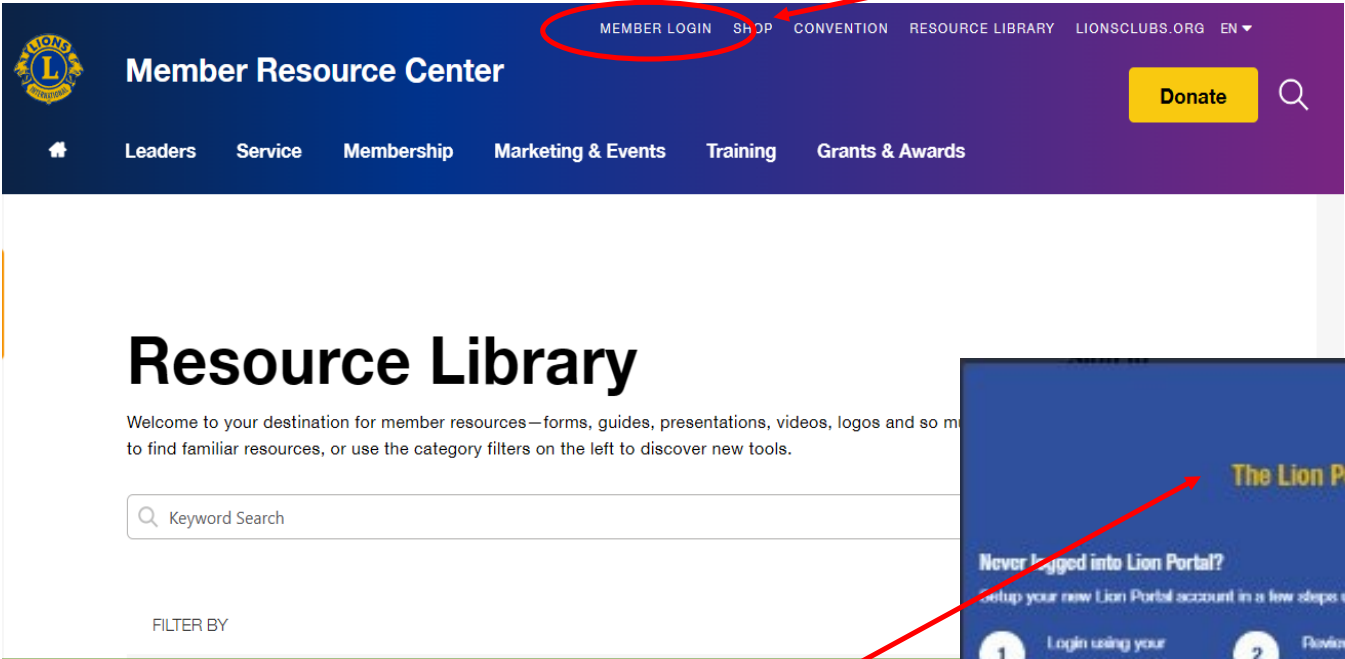 MEMBER LOGIN SHOP CONVENTION RESOURCE LIBRARY LIONSCLUBS.ORG EN
LIONS
L
INTERNATIONAL
Member Resource Center
Donate
Leaders Service Membership Marketing & Events Training Grants & Awards
Resource Library
Welcome to your destination for member resources—forms, guides, presentations, videos, logos and so
to find familiar resources, or use the category filters on the left to discover new tools.
Keyword Search
FILTER BY
The Lion
Never logged into Lion Portal?
Setup your new Lion Portal account in a few steps
1 Login using your
2